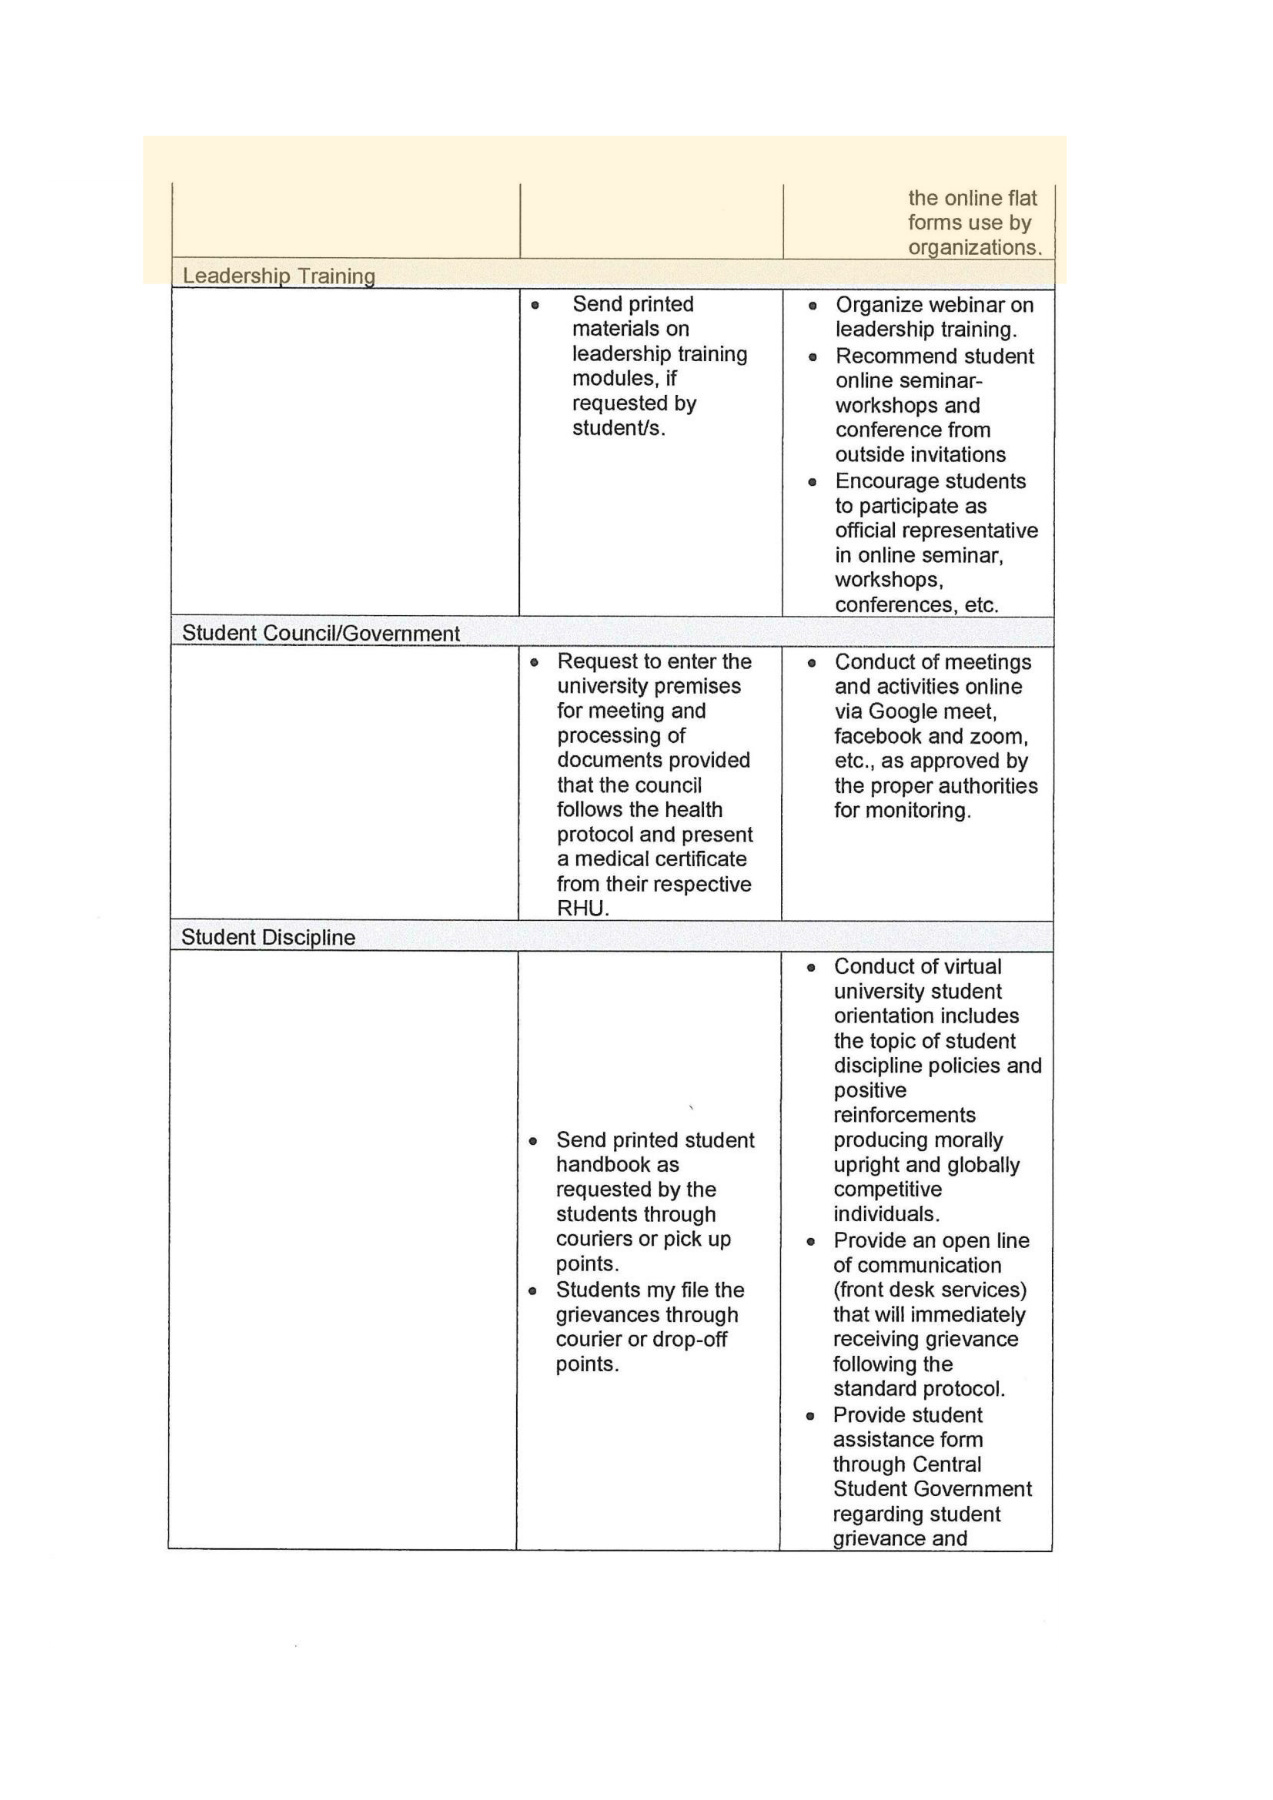 the online flat
forms use by
organizations.
Leadership Training
• Send printed
materials on
leadership training
modules, if
requested by
student/s.
• Organize webinar on
leadership training.
• Recommend student
online seminar-
workshops and
conference from
outside invitations
• Encourage students
to participate as
official representative
in online seminar,
workshops,
conferences, etc.
Student Council/Government
• Request to enter the
university premises
for meeting and
processing of
documents provided
that the council
follows the health
protocol and present
a medical certificate
from their respective
RHU.
• Conduct of meetings
and activities online
via Google meet,
facebook and zoom,
etc., as approved by
the proper authorities
for monitoring.
Student Discipline
• Send printed student
handbook as
requested by the
students through
couriers or pick up
points.
• Students my file the
grievances through
courier or drop-off
points.
• Conduct of virtual
university student
orientation includes
the topic of student
discipline policies and
positive
reinforcements
producing morally
upright and globally
competitive
individuals.
• Provide an open line
of communication
(front desk services)
that will immediately
receiving grievance
following the
standard protocol.
• Provide student
assistance form
through Central
Student Government
regarding student
grievance and